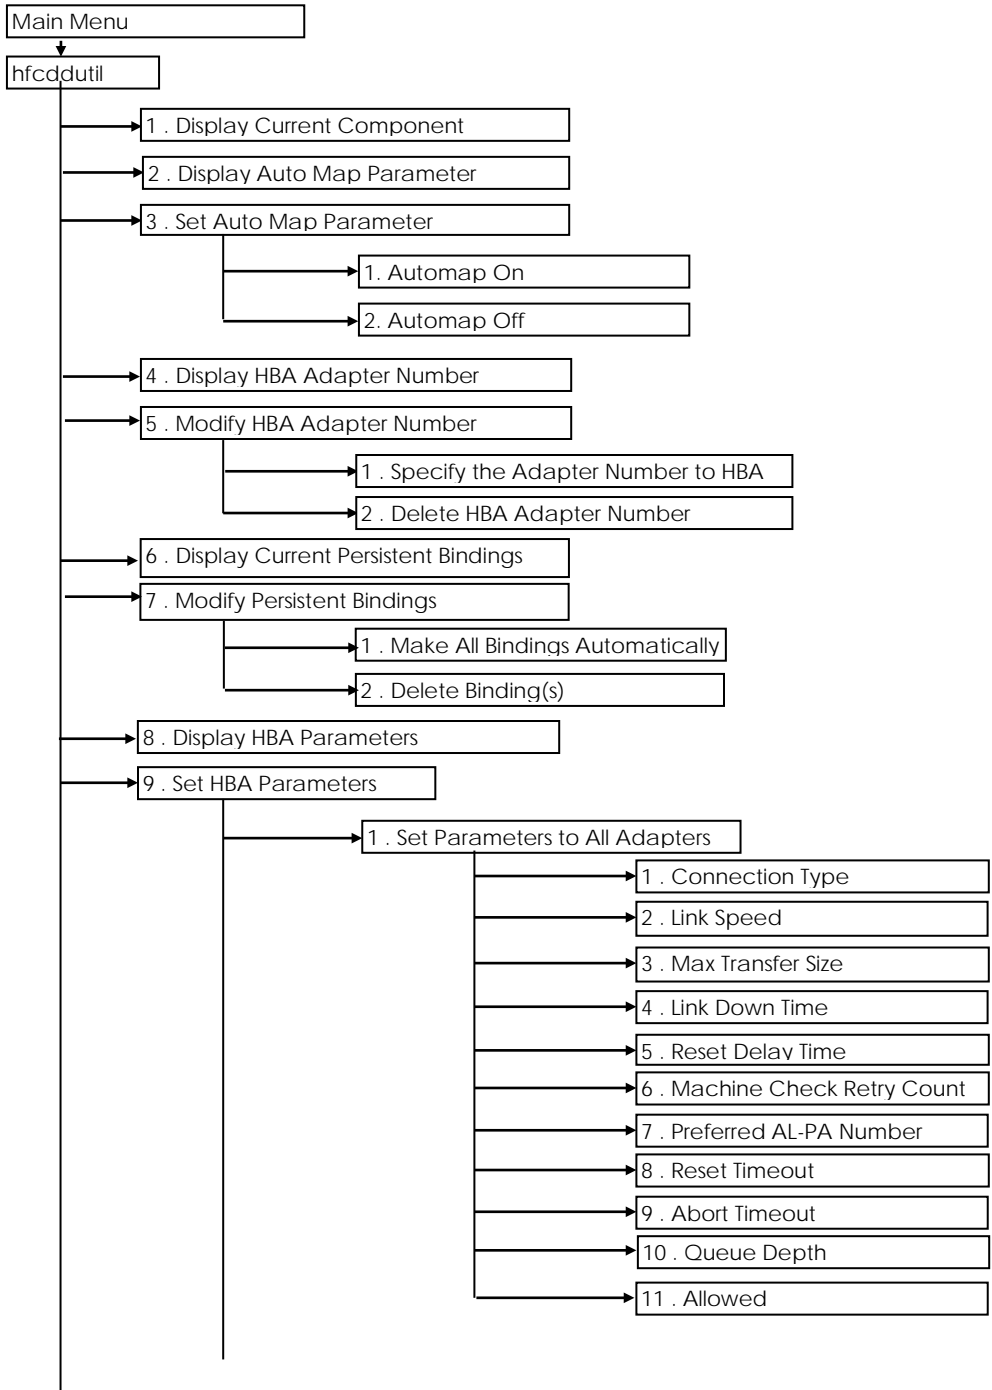 Main Menu
hfcddutil
1 . Display Current Component
2 . Display Auto Map Parameter
3 . Set Auto Map Parameter
1. Automap On
2. Automap Off
4 . Display HBA Adapter Number
5 . Modify HBA Adapter Number
1 . Specify the Adapter Number to HBA
2 . Delete HBA Adapter Number
6 . Display Current Persistent Bindings
7 . Modify Persistent Bindings
1 . Make All Bindings Automatically
2 . Delete Binding(s)
8 . Display HBA Parameters
9 . Set HBA Parameters
1 . Set Parameters to All Adapters
1 . Connection Type
2 . Link Speed
3 . Max Transfer Size
4 . Link Down Time
5 . Reset Delay Time
6 . Machine Check Retry Count
7 . Preferred AL-PA Number
8 . Reset Timeout
9 . Abort Timeout
10 . Queue Depth
11 . Allowed